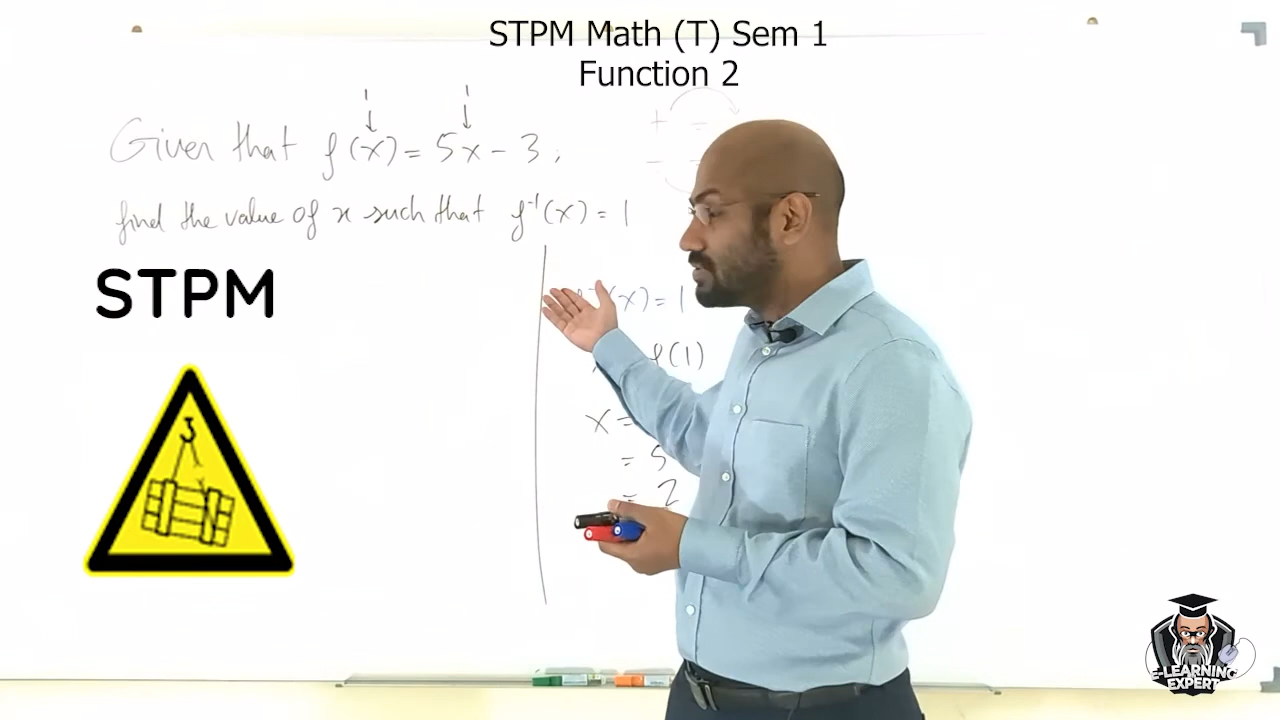 STPM Math (T) Sem 1
Function 2
Given that f(x) = 5x - 3,
find the value of x such that f⁻¹(x) = 1
STPM
(x) = 1
f(1)
x =
= 5
= 2
E-LEARNING
EXPERT